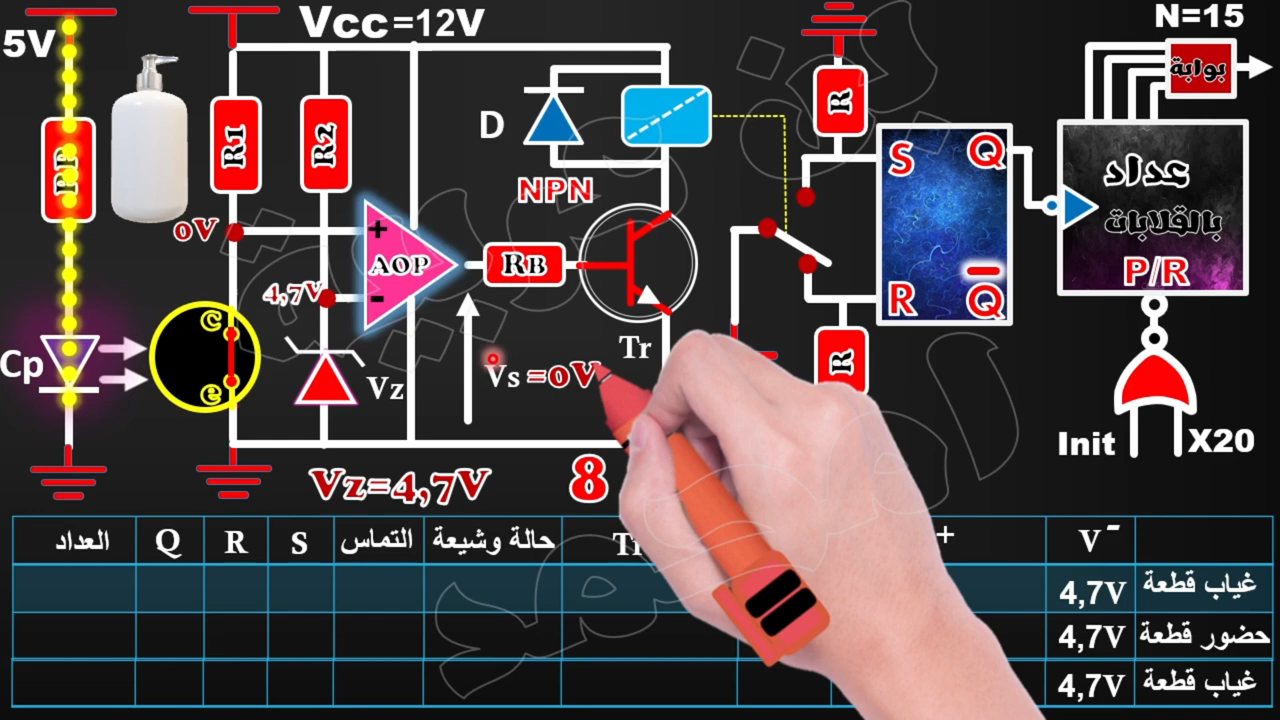 N=15
Vcc=12V
5V
بوابة
R
R1
R2
D
S
Q
عداد
بالقلابات
NPN
0V
+
AOP
RB
P/R
4,7V
-
R
Q
c
Cp
e
Vz
Vs =0V
Tr
R
Init
X20
Vz=4,7V
8
العداد
Q
R
S
التماس
حالة وشيعة
+
V-
غياب قطعة
4,7V
حضور قطعة
4,7V
غياب قطعة
4,7V